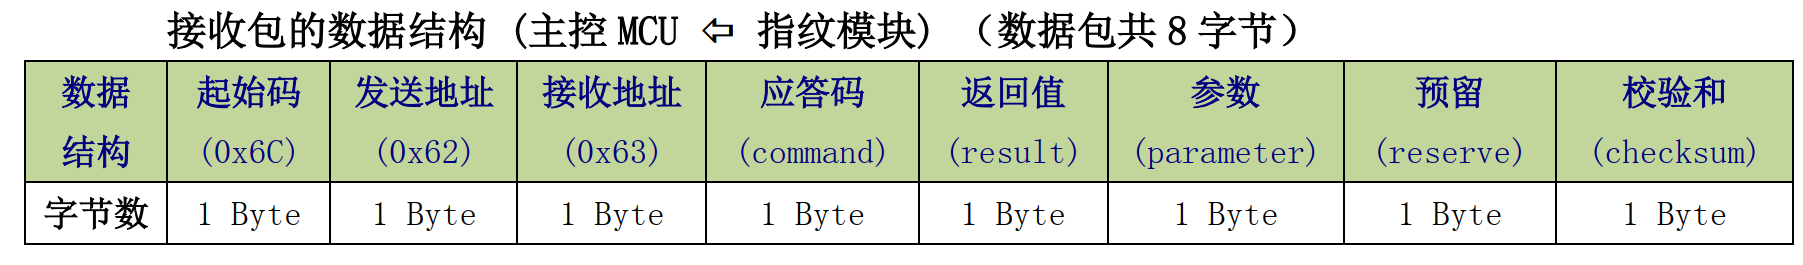 接收包的数据结构 (主控 MCU ⇦ 指纹模块) (数据包共 8 字节)
数据 起始码 发送地址 接收地址 应答码 返回值 参数 预留 校验和
结构 (0x6C) (0x62) (0x63) (command) (result) (parameter) (reserve) (checksum)
字节数 1 Byte 1 Byte 1 Byte 1 Byte 1 Byte 1 Byte 1 Byte 1 Byte